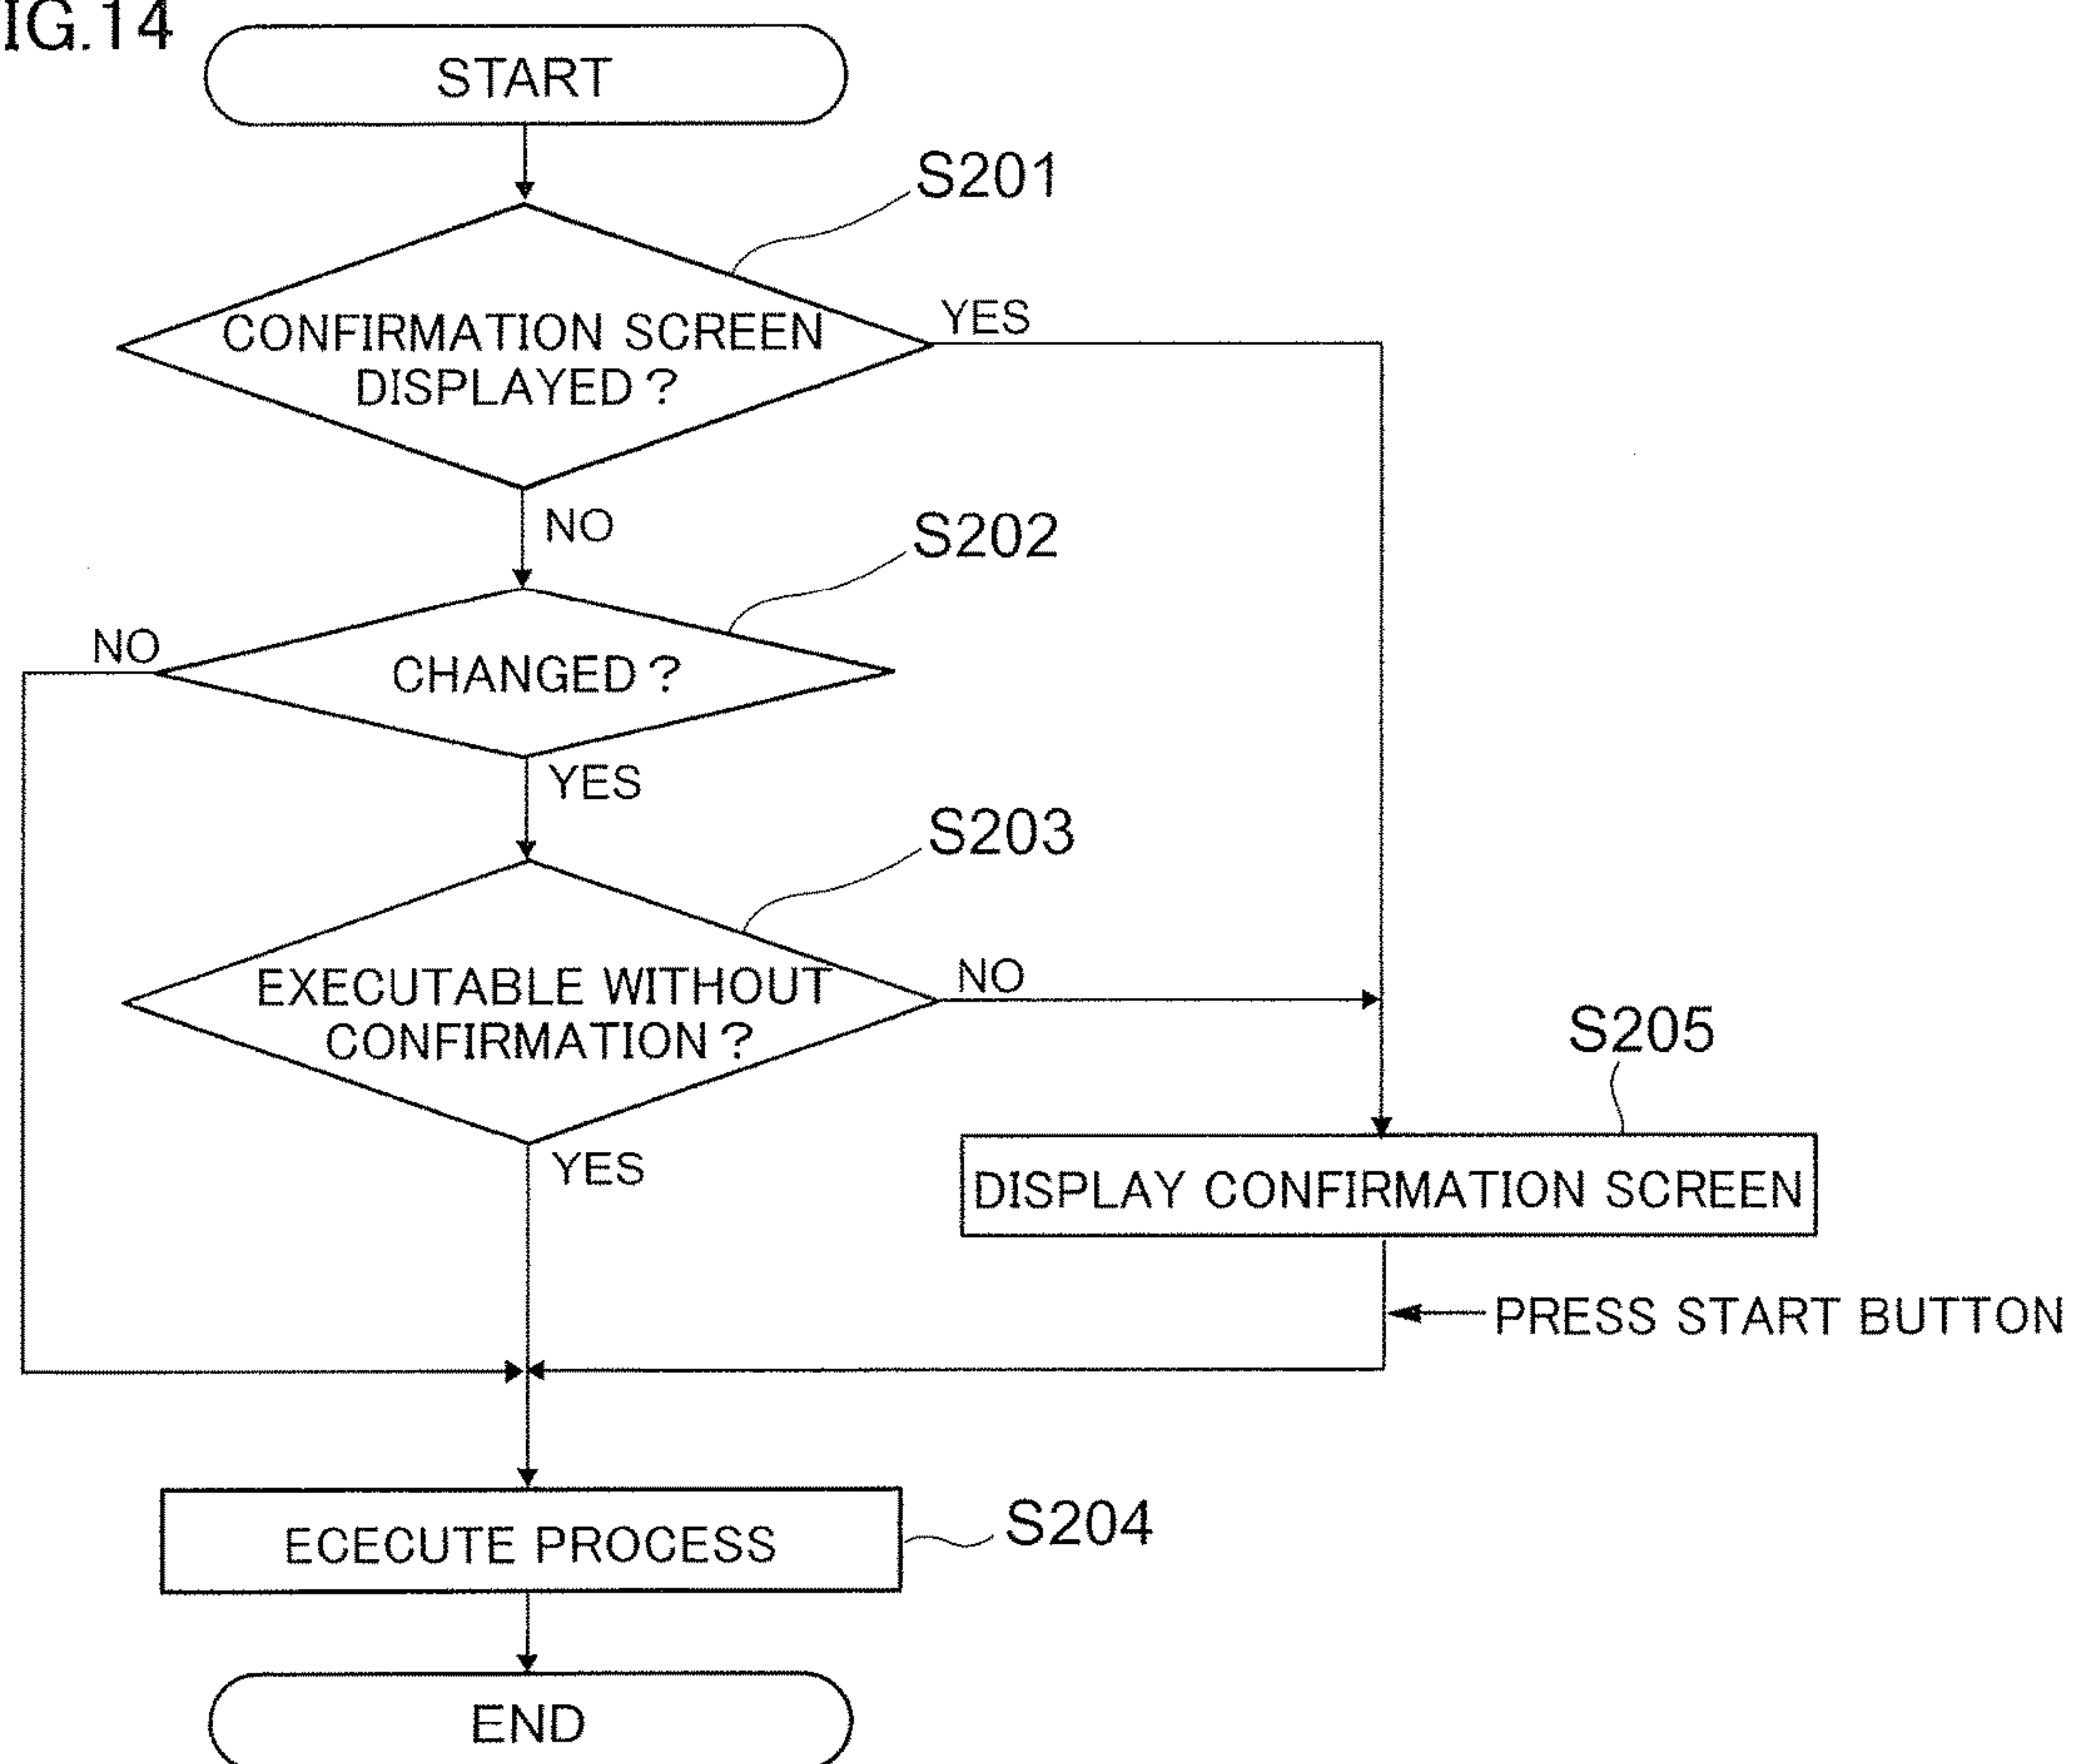 IG.14
START
S201
CONFIRMATION SCREEN
DISPLAYED?
YES
NO
S202
NO
CHANGED?
YES
S203
EXECUTABLE WITHOUT
CONFIRMATION?
NO
S205
YES
DISPLAY CONFIRMATION SCREEN
PRESS START BUTTON
ECECUTE PROCESS
S204
END